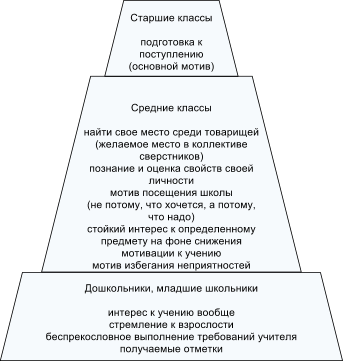 Старшие классы
подготовка к
поступлению
(основной мотив)
Средние классы
найти свое место среди товарищей
(желаемое место в коллективе
сверстников)
познание и оценка свойств своей
личности
мотив посещения школы
(не потому, что хочется, а потому,
что надо)
стойкий интерес к определенному
предмету на фоне снижения
мотивации к учению
мотив избегания неприятностей
Дошкольники, младшие школьники
интерес к учению вообще
стремление к взрослости
беспрекословное выполнение требований учителя
получаемые отметки